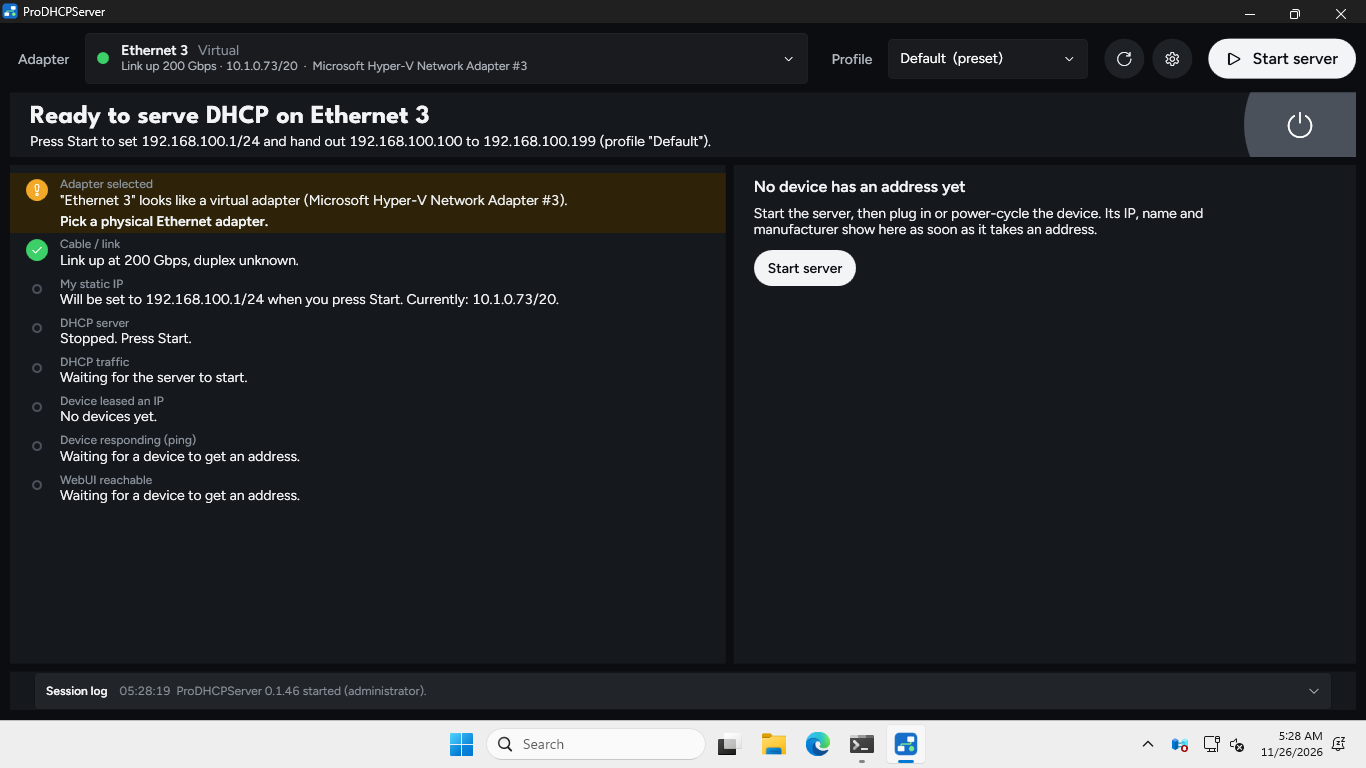 ProDHCPServer
Adapter
Ethernet 3 Virtual
Link up 200 Gbps · 10.1.0.73/20 · Microsoft Hyper-V Network Adapter #3
Profile
Default (preset)
Start server
Ready to serve DHCP on Ethernet 3
Press Start to set 192.168.100.1/24 and hand out 192.168.100.100 to 192.168.100.199 (profile "Default").
Adapter selected
"Ethernet 3" looks like a virtual adapter (Microsoft Hyper-V Network Adapter #3).
Pick a physical Ethernet adapter.
Cable / link
Link up at 200 Gbps, duplex unknown.
My static IP
Will be set to 192.168.100.1/24 when you press Start. Currently: 10.1.0.73/20.
DHCP server
Stopped. Press Start.
DHCP traffic
Waiting for the server to start.
Device leased an IP
No devices yet.
Device responding (ping)
Waiting for a device to get an address.
WebUI reachable
Waiting for a device to get an address.
No device has an address yet
Start the server, then plug in or power-cycle the device. Its IP, name and
manufacturer show here as soon as it takes an address.
Start server
Session log 05:28:19 ProDHCPServer 0.1.46 started (administrator).
Search
5:28 AM
11/26/2026